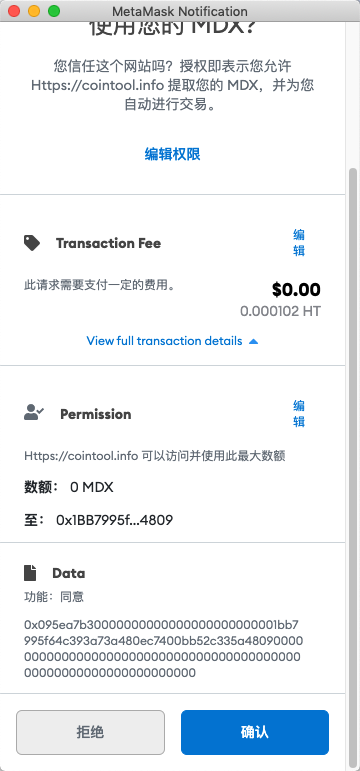 MetaMask Notification
使用您的 MDX?
您信任这个网站吗？授权即表示您允许
Https://cointool.info 提取您的 MDX，并为您
自动进行交易。
编辑权限
Transaction Fee
编
辑
此请求需要支付一定的费用。
$0.00
0.000102 HT
View full transaction details
Permission
编
辑
Https://cointool.info 可以访问并使用此最大数额
数额： 0 MDX
至： 0x1BB7995f...4809
Data
功能：同意
0x095ea7b30000000000000000000000001bb7
995f64c393a73a480ec7400bb52c335a48090000
0000000000000000000000000000000000000
00000000000000000000000
拒绝
确认